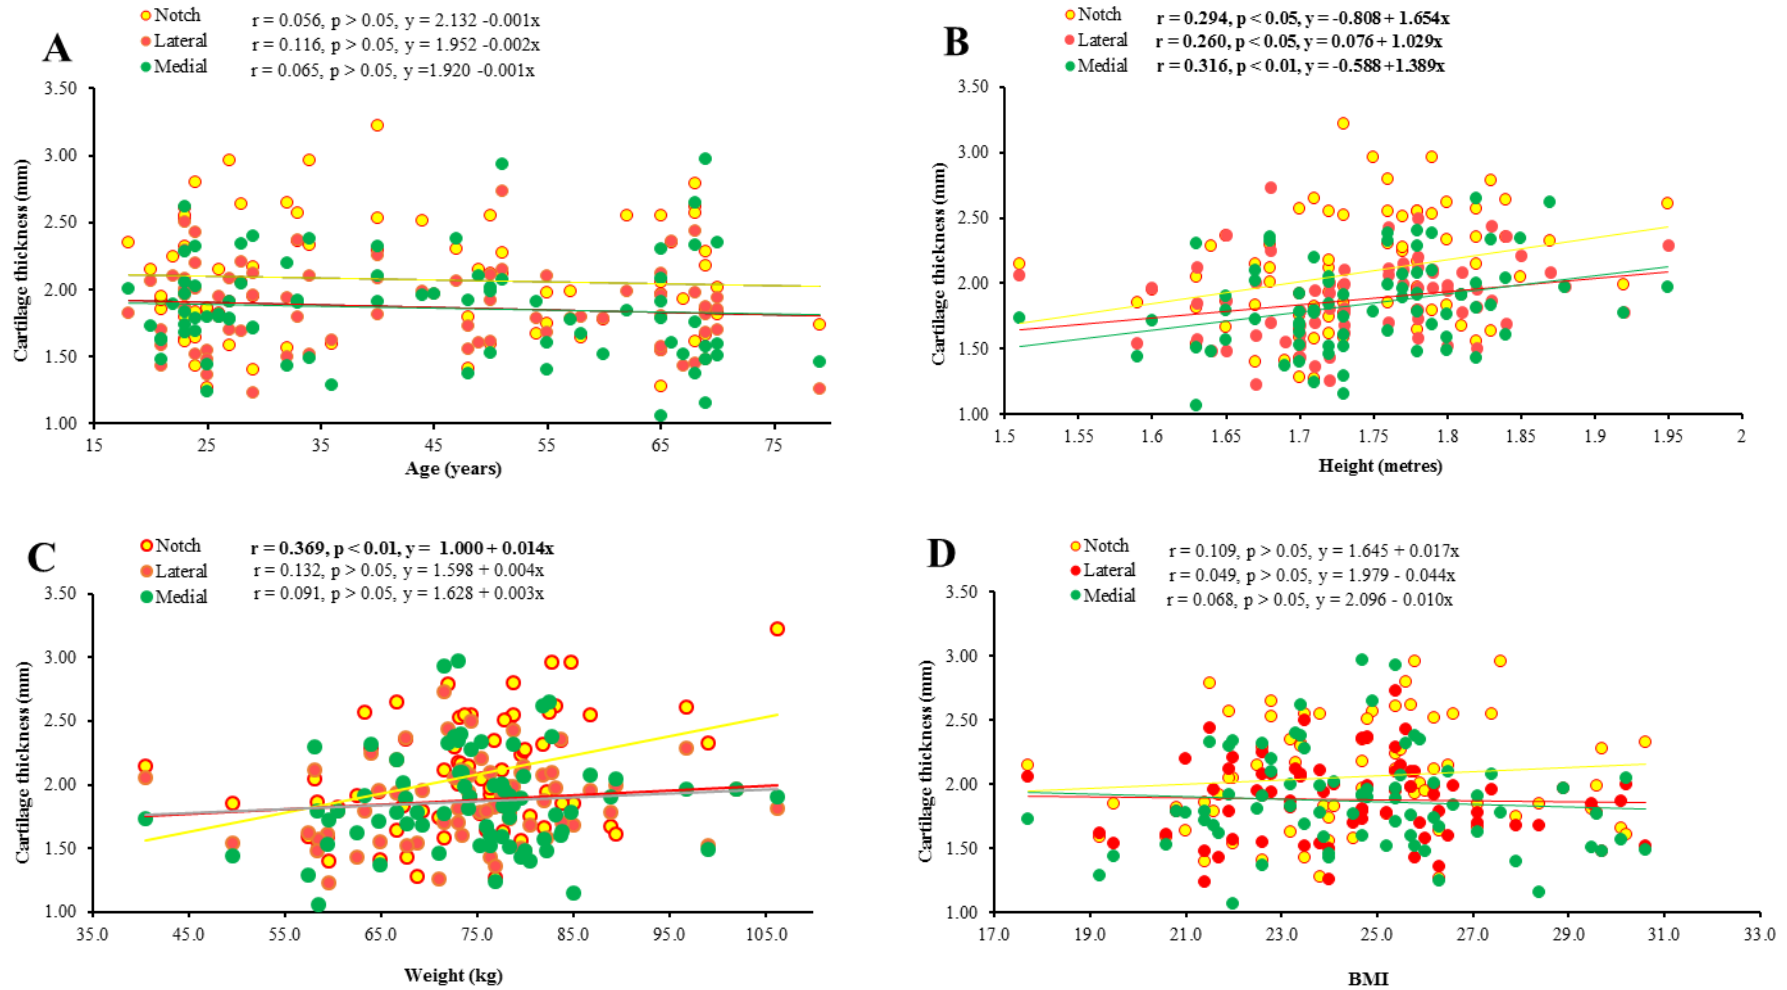 A
Notch r = 0.056, p > 0.05, y = 2.132 -0.001x
Lateral r = 0.116, p > 0.05, y = 1.952 -0.002x
Medial r = 0.065, p > 0.05, y =1.920 -0.001x
Cartilage thickness (mm)
3.50
3.00
2.50
2.00
1.50
1.00
15 25 35 45 55 65 75
Age (years)
B
Notch r = 0.294, p < 0.05, y = -0.808 + 1.654x
Lateral r = 0.260, p < 0.05, y = 0.076 + 1.029x
Medial r = 0.316, p < 0.01, y = -0.588 +1.389x
Cartilage thickness (mm)
3.50
3.00
2.50
2.00
1.50
1.00
1.5 1.55 1.6 1.65 1.7 1.75 1.8 1.85 1.9 1.95 2
Height (metres)
C
Notch r = 0.369, p < 0.01, y = 1.000 + 0.014x
Lateral r = 0.132, p > 0.05, y = 1.598 + 0.004x
Medial r = 0.091, p > 0.05, y = 1.628 + 0.003x
Cartilage thickness (mm)
3.50
3.00
2.50
2.00
1.50
1.00
35.0 45.0 55.0 65.0 75.0 85.0 95.0 105.0
Weight (kg)
D
Notch r = 0.109, p > 0.05, y = 1.645 + 0.017x
Lateral r = 0.049, p > 0.05, y = 1.979 - 0.044x
Medial r = 0.068, p > 0.05, y = 2.096 - 0.010x
Cartilage thickness (mm)
3.50
3.00
2.50
2.00
1.50
1.00
17.0 19.0 21.0 23.0 25.0 27.0 29.0 31.0 33.0
BMI